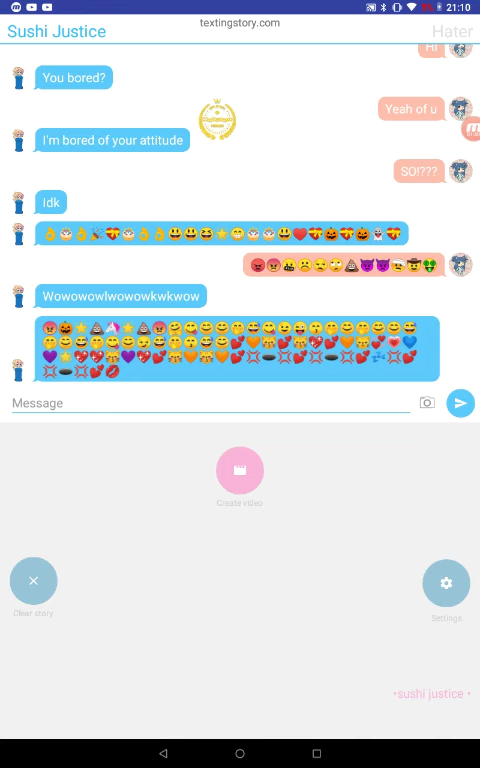 21:10
textingstory.com
Sushi Justice
Hater
Hi
You bored?
Yeah of u
I'm bored of your attitude
SO!???
Idk
Wowowowlwowowkwkwow
Message
Create video
Clear story
Settings
•sushi justice •